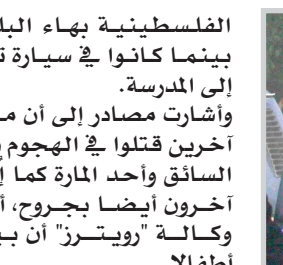 الفلسطينية بهاء
بينما كانوا في سيارة
إلى المدرسة.
وأشارت مصادر إلى أن
آخرين قتلوا في الهجوم
السائق وأحد المارة كما
آخرون أيضا بجروح،
وكالة "رويترز" أن